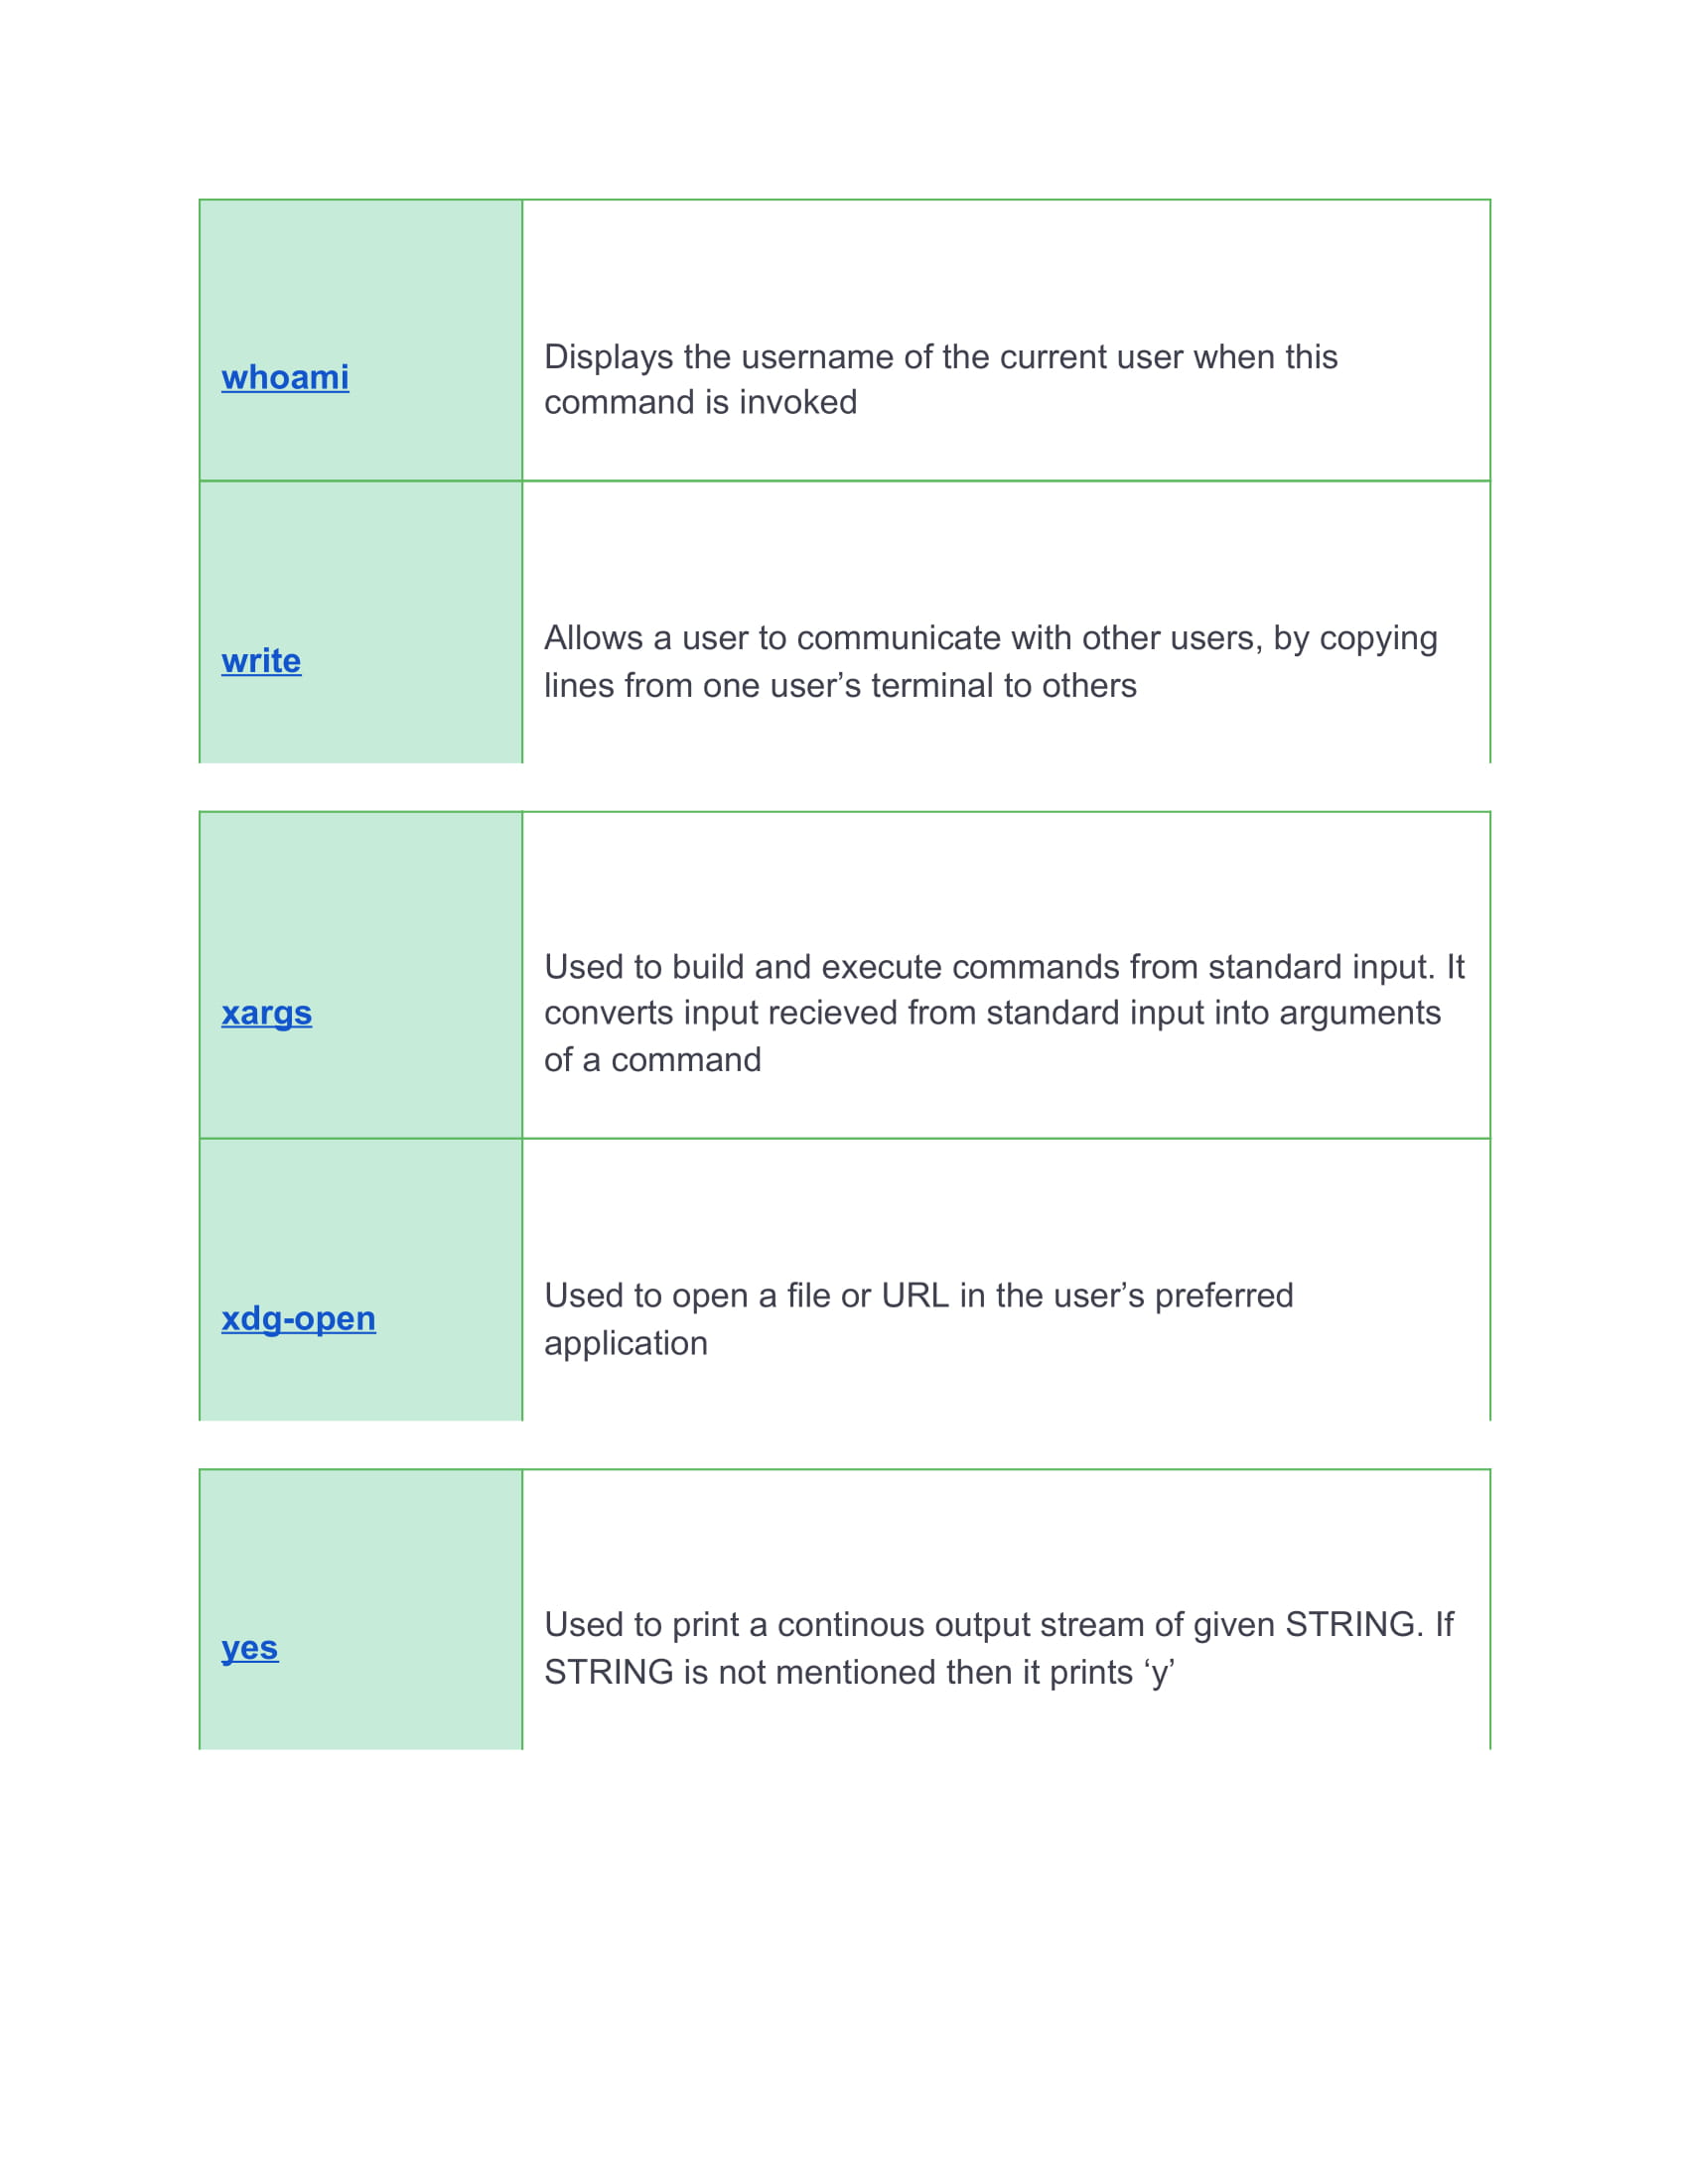 whoami
Displays the username of the current user when this
command is invoked
write
Allows a user to communicate with other users, by copying
lines from one user’s terminal to others
xargs
Used to build and execute commands from standard input. It
converts input recieved from standard input into arguments
of a command
xdg-open
Used to open a file or URL in the user’s preferred
application
yes
Used to print a continous output stream of given STRING. If
STRING is not mentioned then it prints ‘y’